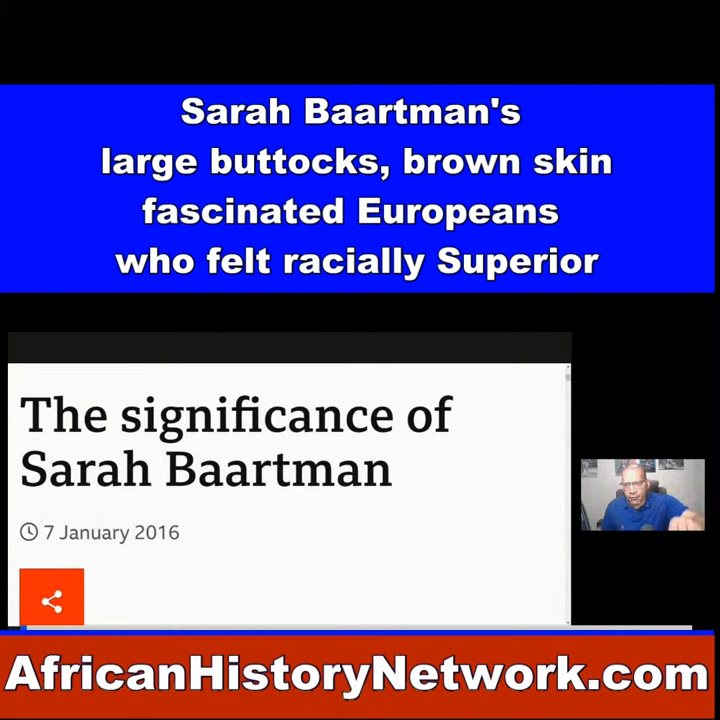 Sarah Baartman's
large buttocks, brown skin
fascinated Europeans
who felt racially Superior
The significance of
Sarah Baartman
7 January 2016
AfricanHistoryNetwork.com